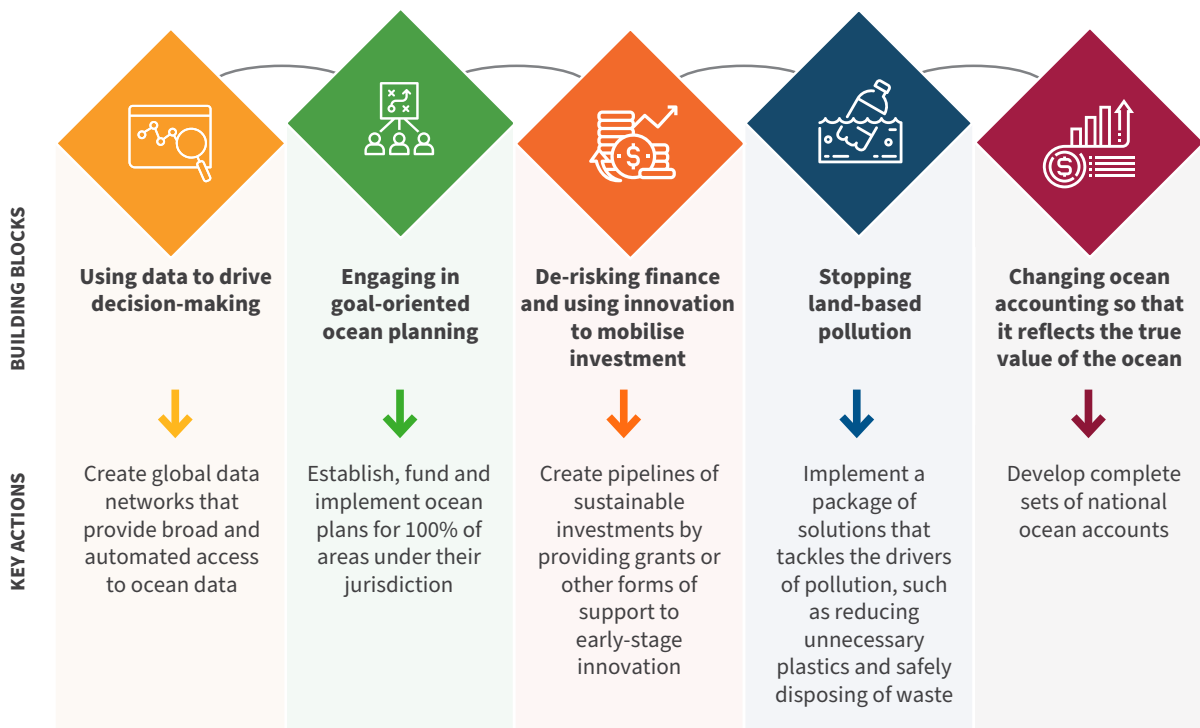 BUILDING BLOCKS
Using data to drive
decision-making
Engaging in
goal-oriented
ocean planning
De-risking finance
and using innovation
to mobilise
investment
Stopping
land-based
pollution
Changing ocean
accounting so that
it reflects the true
value of the ocean
KEY ACTIONS
Create global data
networks that
provide broad and
automated access
to ocean data
Establish, fund and
implement ocean
plans for 100% of
areas under their
jurisdiction
Create pipelines of
sustainable
investments by
providing grants or
other forms of
support to
early-stage
innovation
Implement a
package of
solutions that
tackles the drivers
of pollution, such
as reducing
unnecessary
plastics and safely
disposing of waste
Develop complete
sets of national
ocean accounts